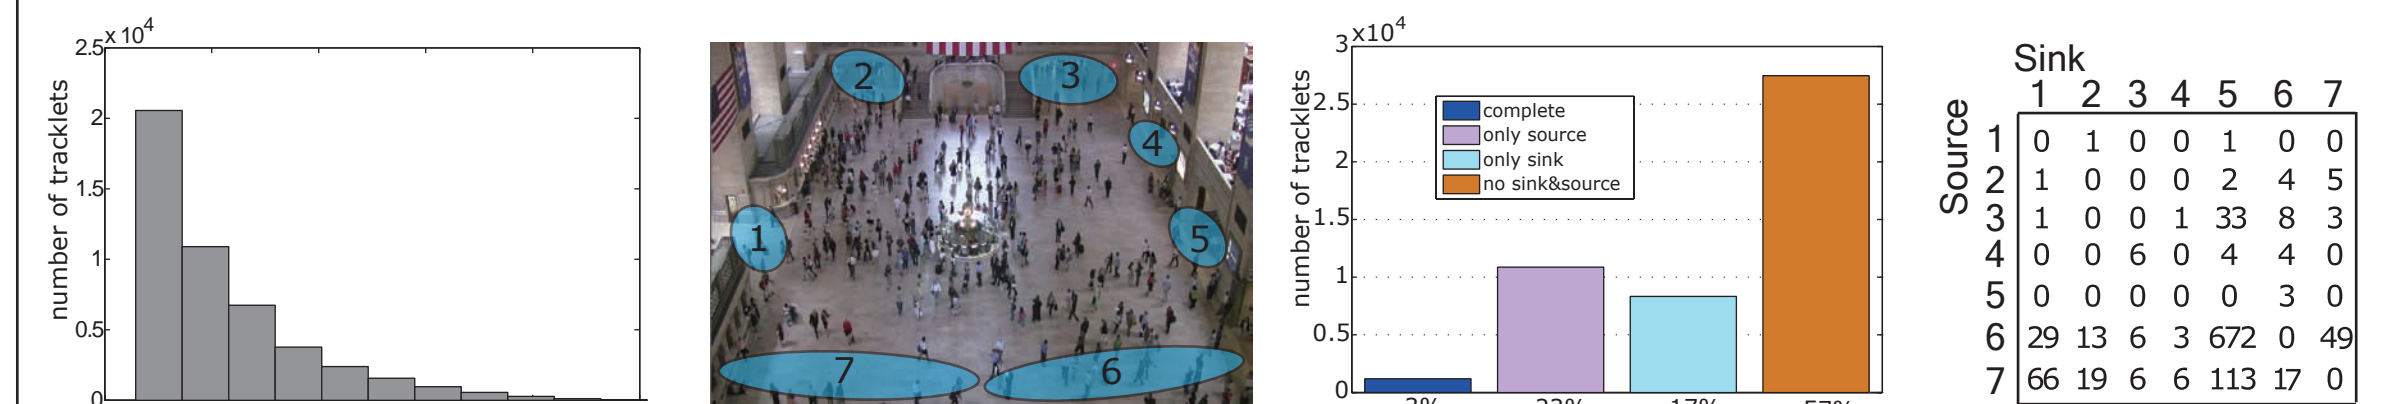 2.5 x 10^4
2
1.5
1
0.5
0
number of tracklets
2
3
4
1
5
7
6
3 x10^4
2.5
2
1.5
1
0.5
0
number of tracklets
complete
only source
only sink
no sink&source
3%
23%
17%
57%
Sink
1 2 3 4 5 6 7
Source
1 0 1 0 0 1 0 0
2 1 0 0 0 2 4 5
3 1 0 0 1 33 8 3
4 0 0 6 0 4 4 0
5 0 0 0 0 0 3 0
6 29 13 6 3 672 0 49
7 66 19 6 6 113 17 0